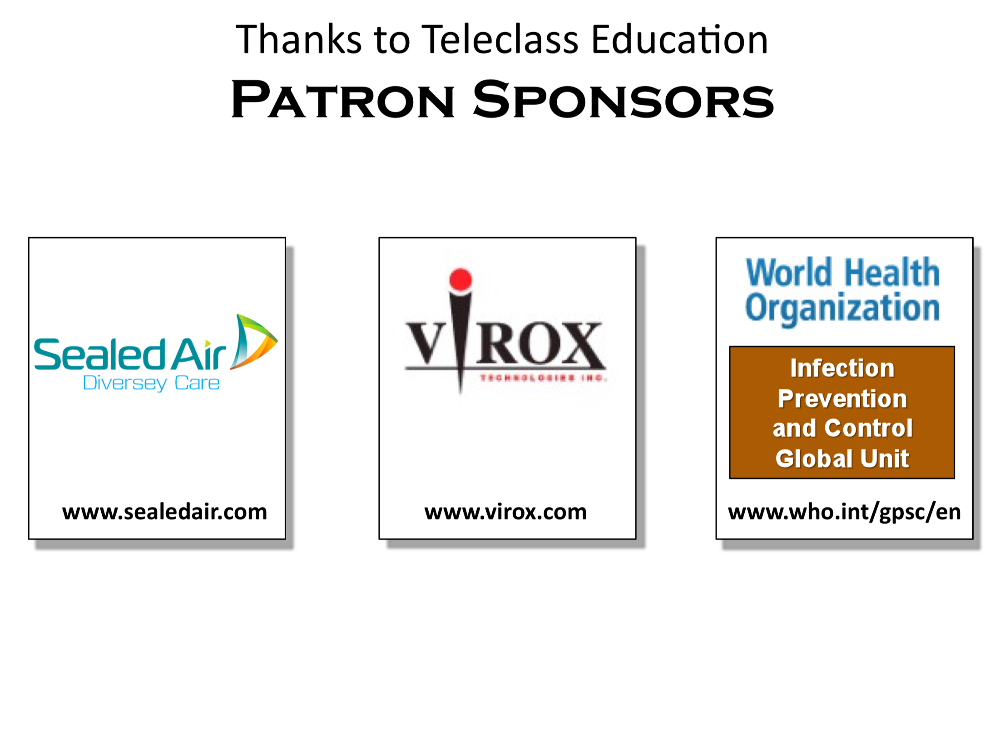 Thanks to Teleclass Education
PATRON SPONSORS
Sealed Air
Diversey Care
www.sealedair.com
VIROX
TECHNOLOGIES INC.
www.virox.com
World Health
Organization
Infection
Prevention
and Control
Global Unit
www.who.int/gpsc/en